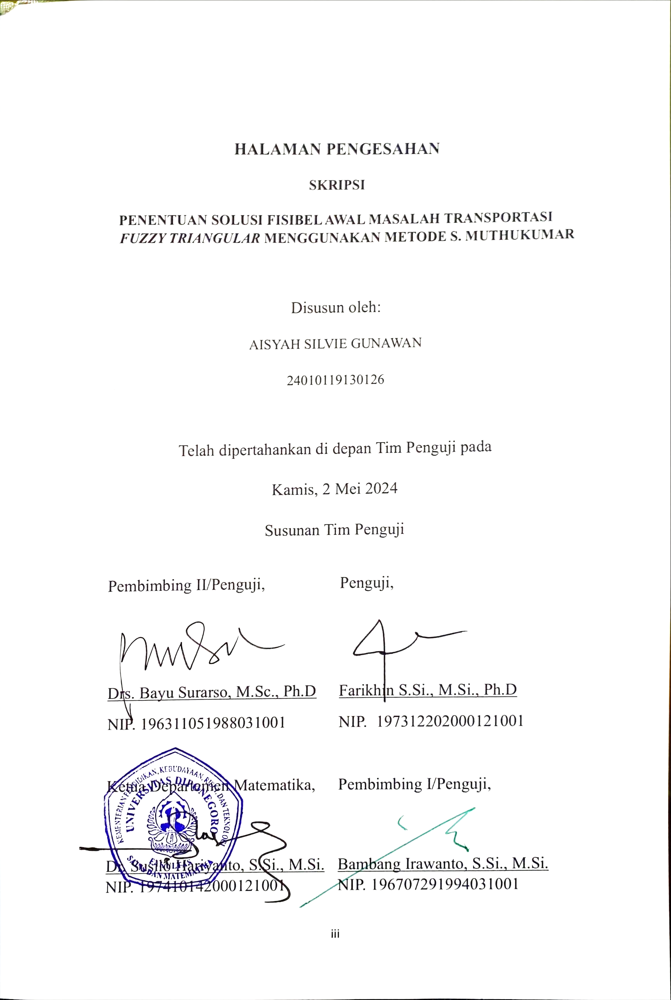 HALAMAN PENGESAHAN
SKRIPSI
PENENTUAN SOLUSI FISIBEL AWAL MASALAH TRANSPORTASI
FUZZY TRIANGULAR MENGGUNAKAN METODE S. MUTHUKUMAR
Disusun oleh:
AISYAH SILVIE GUNAWAN
24010119130126
Telah dipertahankan di depan Tim Penguji pada
Kamis, 2 Mei 2024
Susunan Tim Penguji
Pembimbing II/Penguji,
Penguji,
Drs. Bayu Surarso, M.Sc., Ph.D
Farikhin S.Si., M.Si., Ph.D
NIP. 196311051988031001
NIP. 197312202000121001
Ketua Departemen Matematika,
Pembimbing I/Penguji,
KEMENTERIAN PENDIDIKAN, KEBUDAYAAN, RISET, DAN TEKNOLOGI
UNIVERSITAS DIPONEGORO
FAKULTAS
SAINS DAN MATEMATIKA
Dr. Susilo Hariyanto, S.Si., M.Si.
Bambang Irawanto, S.Si., M.Si.
NIP. 197410142000121001
NIP. 196707291994031001
iii